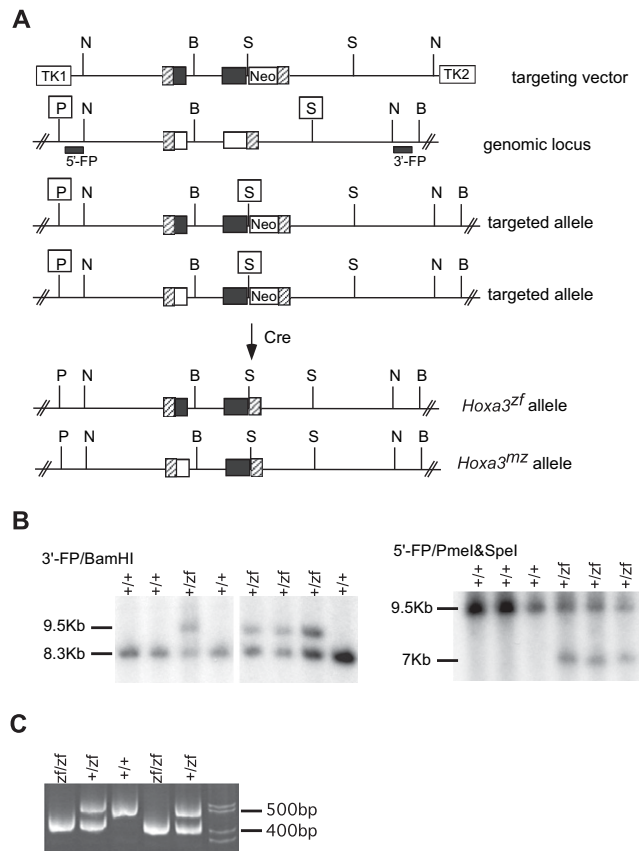 A
N B S S N
TK1 Neo TK2 targeting vector
P N B S N B
5'-FP 3'-FP genomic locus
P N B S S N B
Neo targeted allele
P N B S S N B
Neo targeted allele
Cre
P N B S S N B
Hoxa3zf allele
P N B S S N B
Hoxa3mz allele
B
3'-FP/BamHI
+/+ +/+ +/zf +/+ +/zf +/zf +/zf +/+
9.5Kb
8.3Kb
5'-FP/PmeI&SpeI
+/+ +/+ +/+ +/zf +/zf +/zf
9.5Kb
7Kb
C
zf/zf +/zf +/+ zf/zf +/zf
500bp
400bp